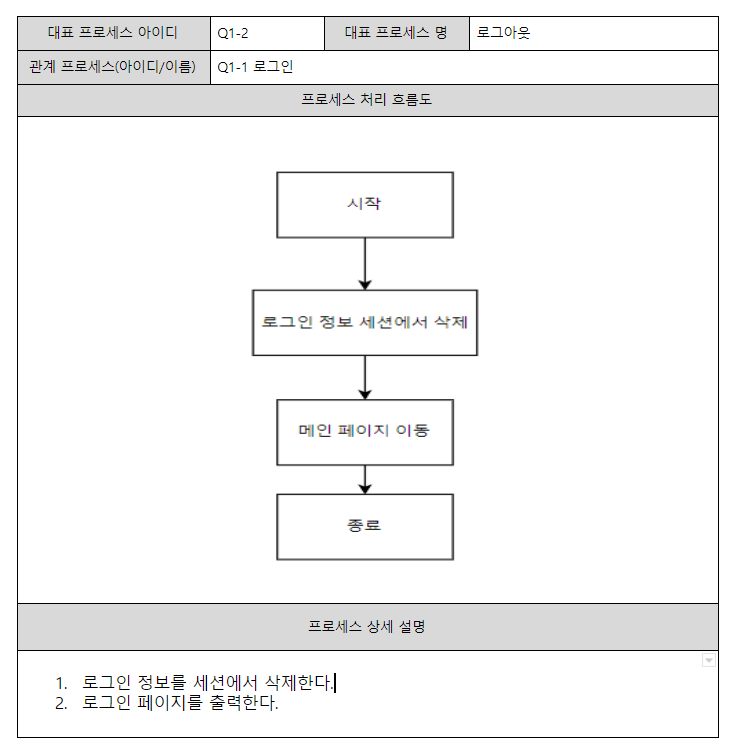 대표 프로세스 아이디 Q1-2 대표 프로세스 명 로그아웃
관계 프로세스(아이디/이름) Q1-1 로그인
프로세스 처리 흐름도
시작
로그인 정보 세션에서 삭제
메인 페이지 이동
종료
프로세스 상세 설명
1. 로그인 정보를 세션에서 삭제한다.
2. 로그인 페이지를 출력한다.